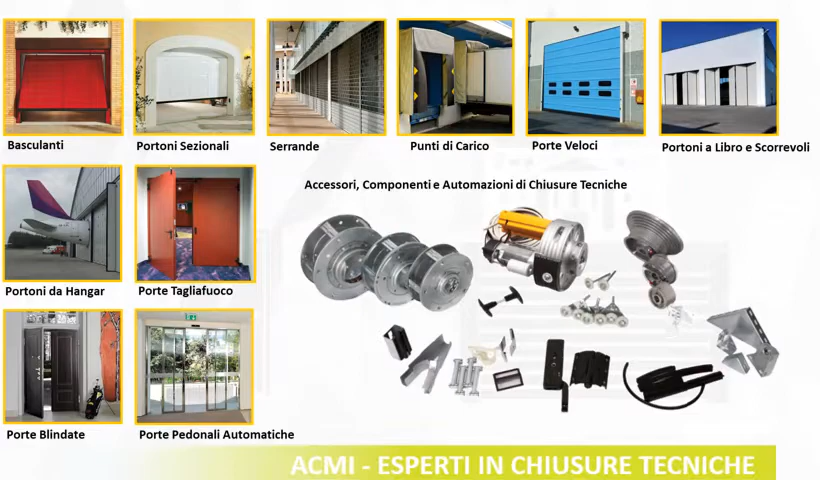 Basculanti
Portoni Sezionali
Serrande
Punti di Carico
Porte Veloci
Portoni a Libro e Scorrevoli
Accessori, Componenti e Automazioni di Chiusure Tecniche
Portoni da Hangar
Porte Tagliafuoco
Porte Blindate
Porte Pedonali Automatiche
ACMI - ESPERTI IN CHIUSURE TECNICHE